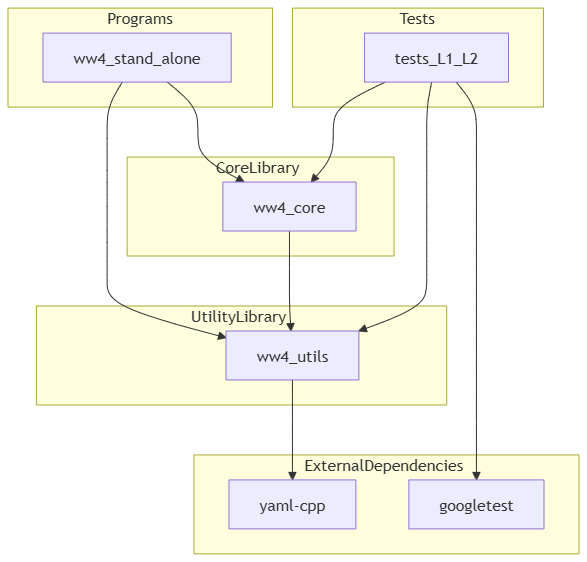 Programs
Tests
ww4_stand_alone
tests_L1_L2
CoreLibrary
ww4_core
UtilityLibrary
ww4_utils
ExternalDependencies
yaml-cpp
googletest